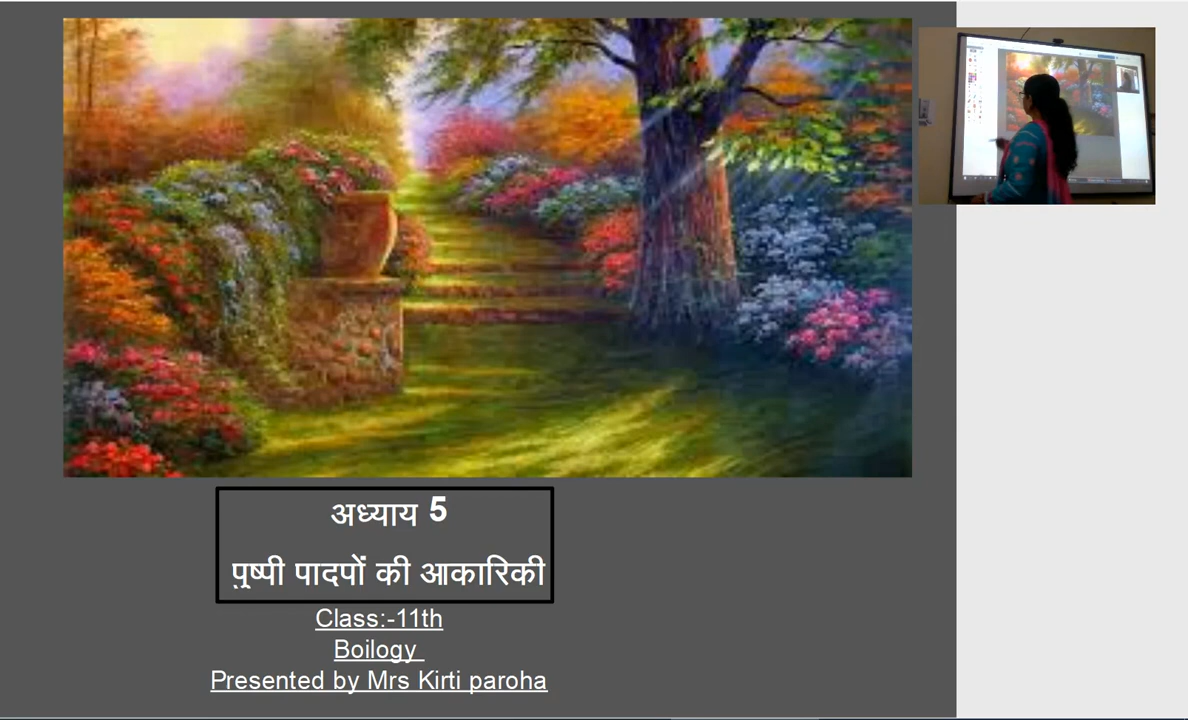 अध्याय 5
पुष्पी पादपों की आकारिकी
Class:-11th
Boilogy
Presented by Mrs Kirti paroha